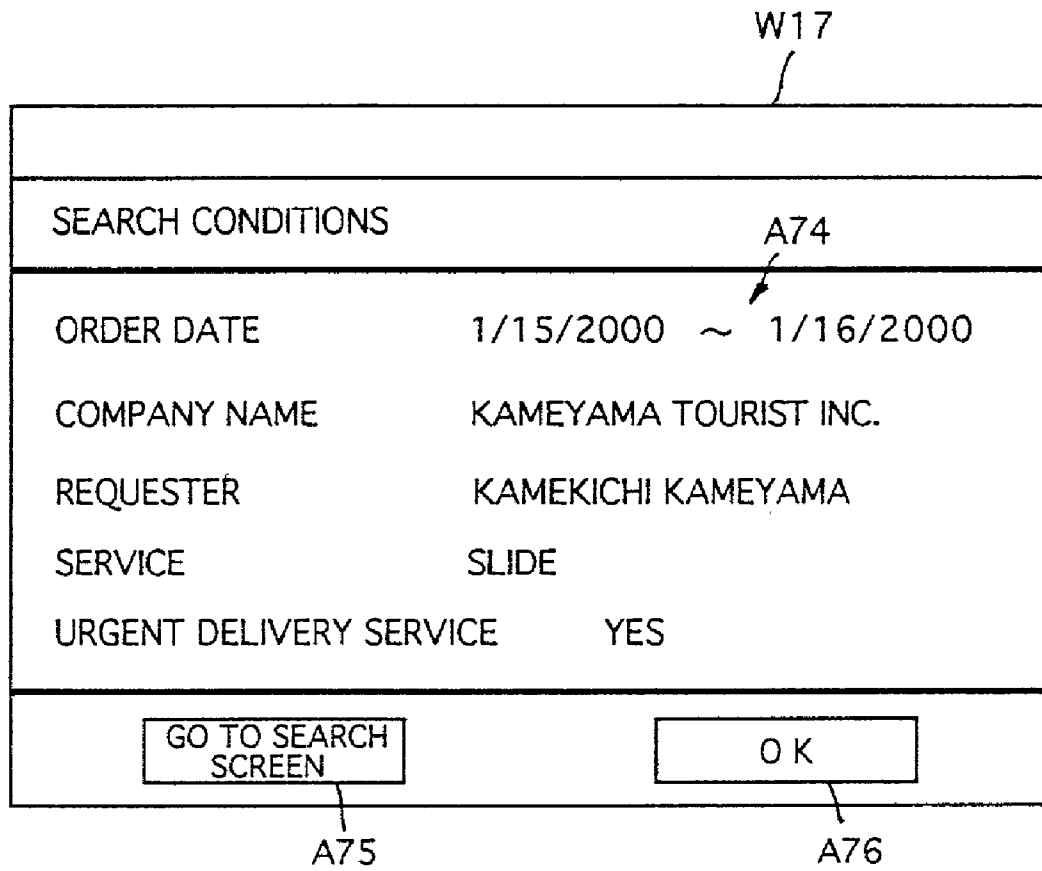 W17
SEARCH CONDITIONS
A74
ORDER DATE 1/15/2000 ~ 1/16/2000
COMPANY NAME KAMEYAMA TOURIST INC.
REQUESTER KAMEKICHI KAMEYAMA
SERVICE SLIDE
URGENT DELIVERY SERVICE YES
GO TO SEARCH
SCREEN
OK
A75 A76